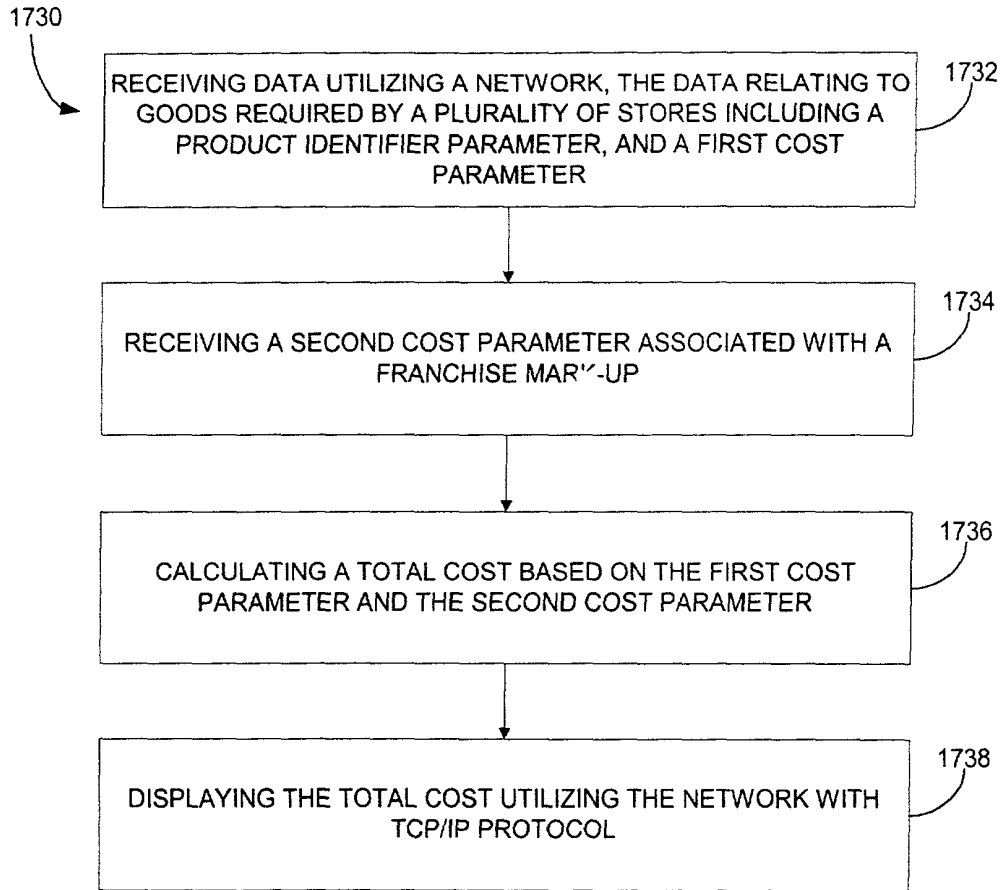 1730
RECEIVING DATA UTILIZING A NETWORK, THE DATA RELATING TO
GOODS REQUIRED BY A PLURALITY OF STORES INCLUDING A
PRODUCT IDENTIFIER PARAMETER, AND A FIRST COST
PARAMETER
1732
RECEIVING A SECOND COST PARAMETER ASSOCIATED WITH A
FRANCHISE MARK-UP
1734
CALCULATING A TOTAL COST BASED ON THE FIRST COST
PARAMETER AND THE SECOND COST PARAMETER
1736
DISPLAYING THE TOTAL COST UTILIZING THE NETWORK WITH
TCP/IP PROTOCOL
1738